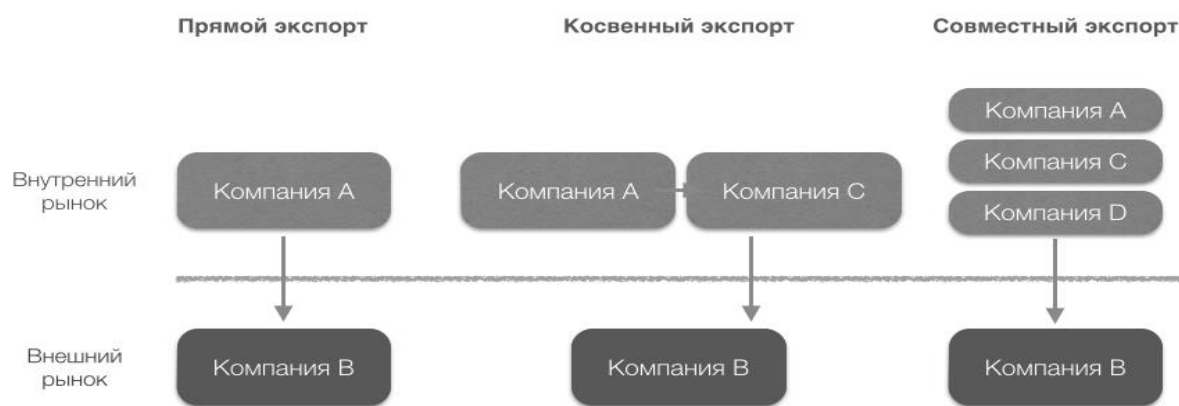 Прямой экспорт
Косвенный экспорт
Совместный экспорт
Внутренний
рынок
Компания A
Компания A
Компания C
Компания A
Компания C
Компания D
Внешний
рынок
Компания B
Компания B
Компания B